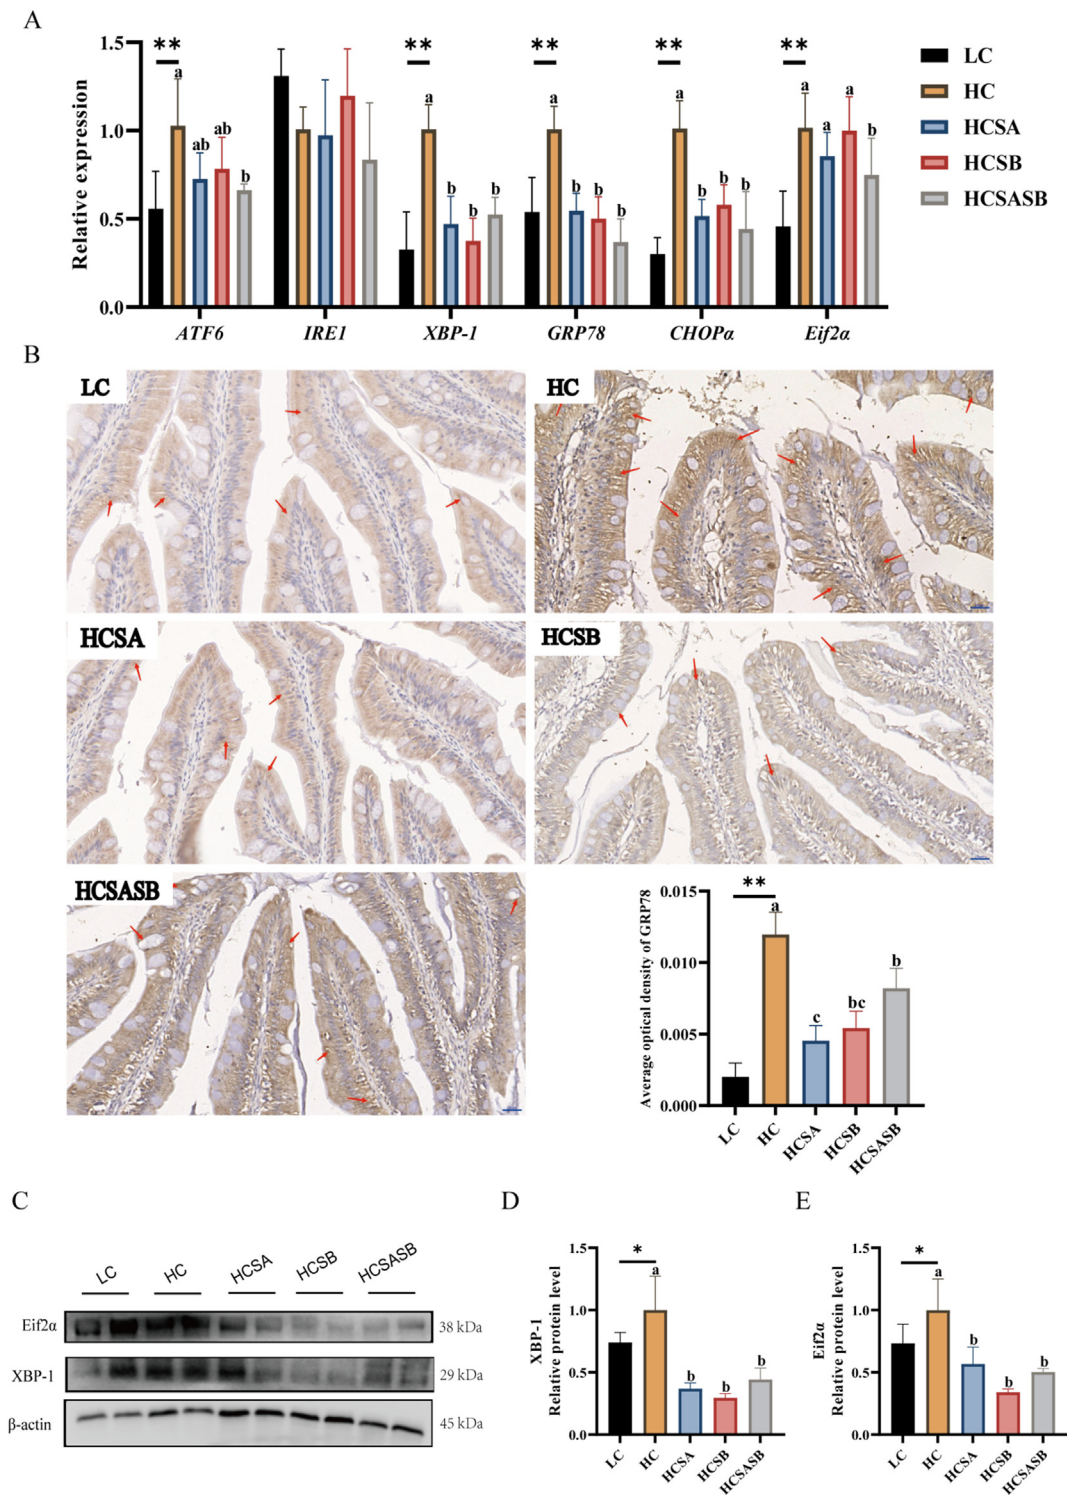 A
** ** ** ** **
1.5
1.0
0.5
0.0
Relative expression
a ab ab b
a b b b
a b b b
a b b b
a a a b
ATF6 IRE1 XBP-1 GRP78 CHOPα Eif2α
LC
HC
HCSA
HCSB
HCSASB
B
LC
HC
HCSA
HCSB
HCSASB
Average optical density of GRP78
0.015
0.010
0.005
0.000
**
a
c
bc
b
LC HC HCSA HCSB HCSASB
C
LC HC HCSA HCSB HCSASB
Eif2α 38 kDa
XBP-1 29 kDa
β-actin 45 kDa
D
XBP-1
Relative protein level
1.5
1.0
0.5
0.0
*
a
b b b
LC HC HCSA HCSB HCSASB
E
Eif2α
Relative protein level
1.5
1.0
0.5
0.0
*
a
b b b
LC HC HCSA HCSB HCSASB